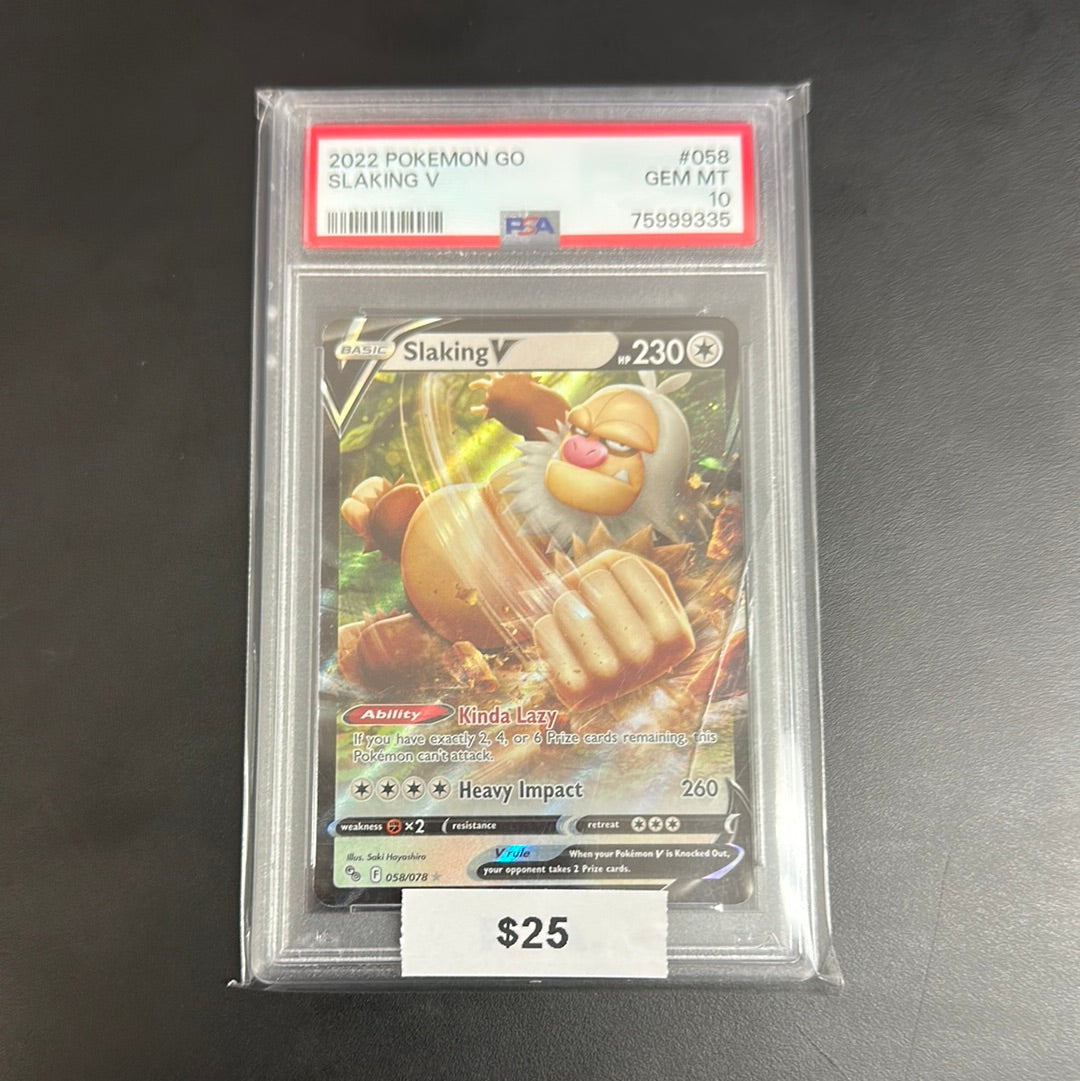 2022 POKEMON GO #058
SLAKING V GEM MT
10
PSA 75999335
BASIC Slaking V HP 230
Ability Kinda Lazy
If you have exactly 2, 4, or 6 Prize cards remaining, this
Pokémon can't attack.
Heavy Impact 260
weakness ×2 resistance retreat
Illus. Saki Hayashiro
V rule When your Pokémon V is Knocked Out,
your opponent takes 2 Prize cards.
F 058/078
$25